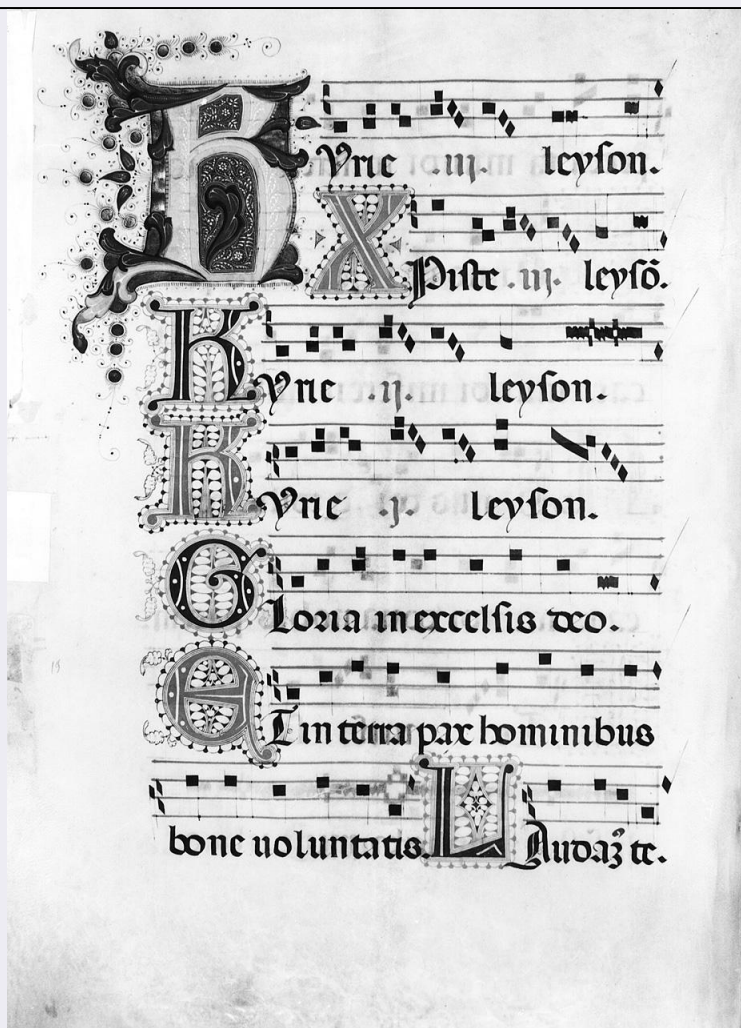 Kyrie .iij. leyson.
Xpiste .iij. leysō.
Kyrie .ij. leyson.
Kyrie .j. leyson.
Gloria in excelsis deo.
Et in terra pax hominibus
bone uoluntatis. Laudaꝫ te.